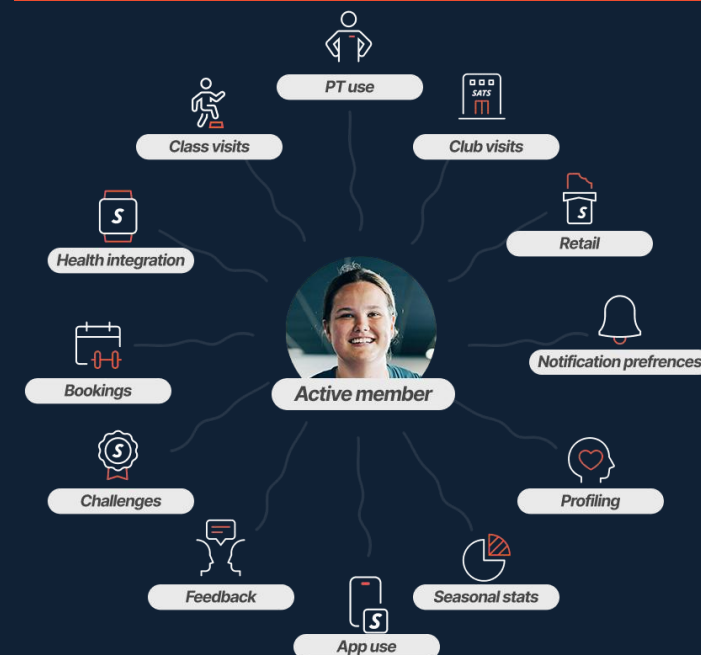 PT use
Class visits
Club visits
SATS
Health integration
S
Retail
S
Notification prefrences
Bookings
Active member
Challenges
S
Profiling
Feedback
Seasonal stats
App use
S